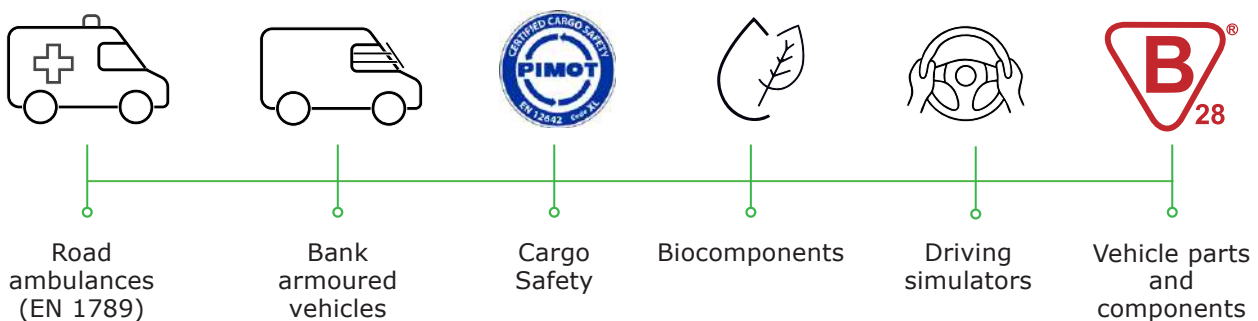 CERTIFIED CARGO SAFETY
PIMOT
EN 12642 Code XL
B
®
28
Road
ambulances
(EN 1789)
Bank
armoured
vehicles
Cargo
Safety
Biocomponents
Driving
simulators
Vehicle parts
and
components